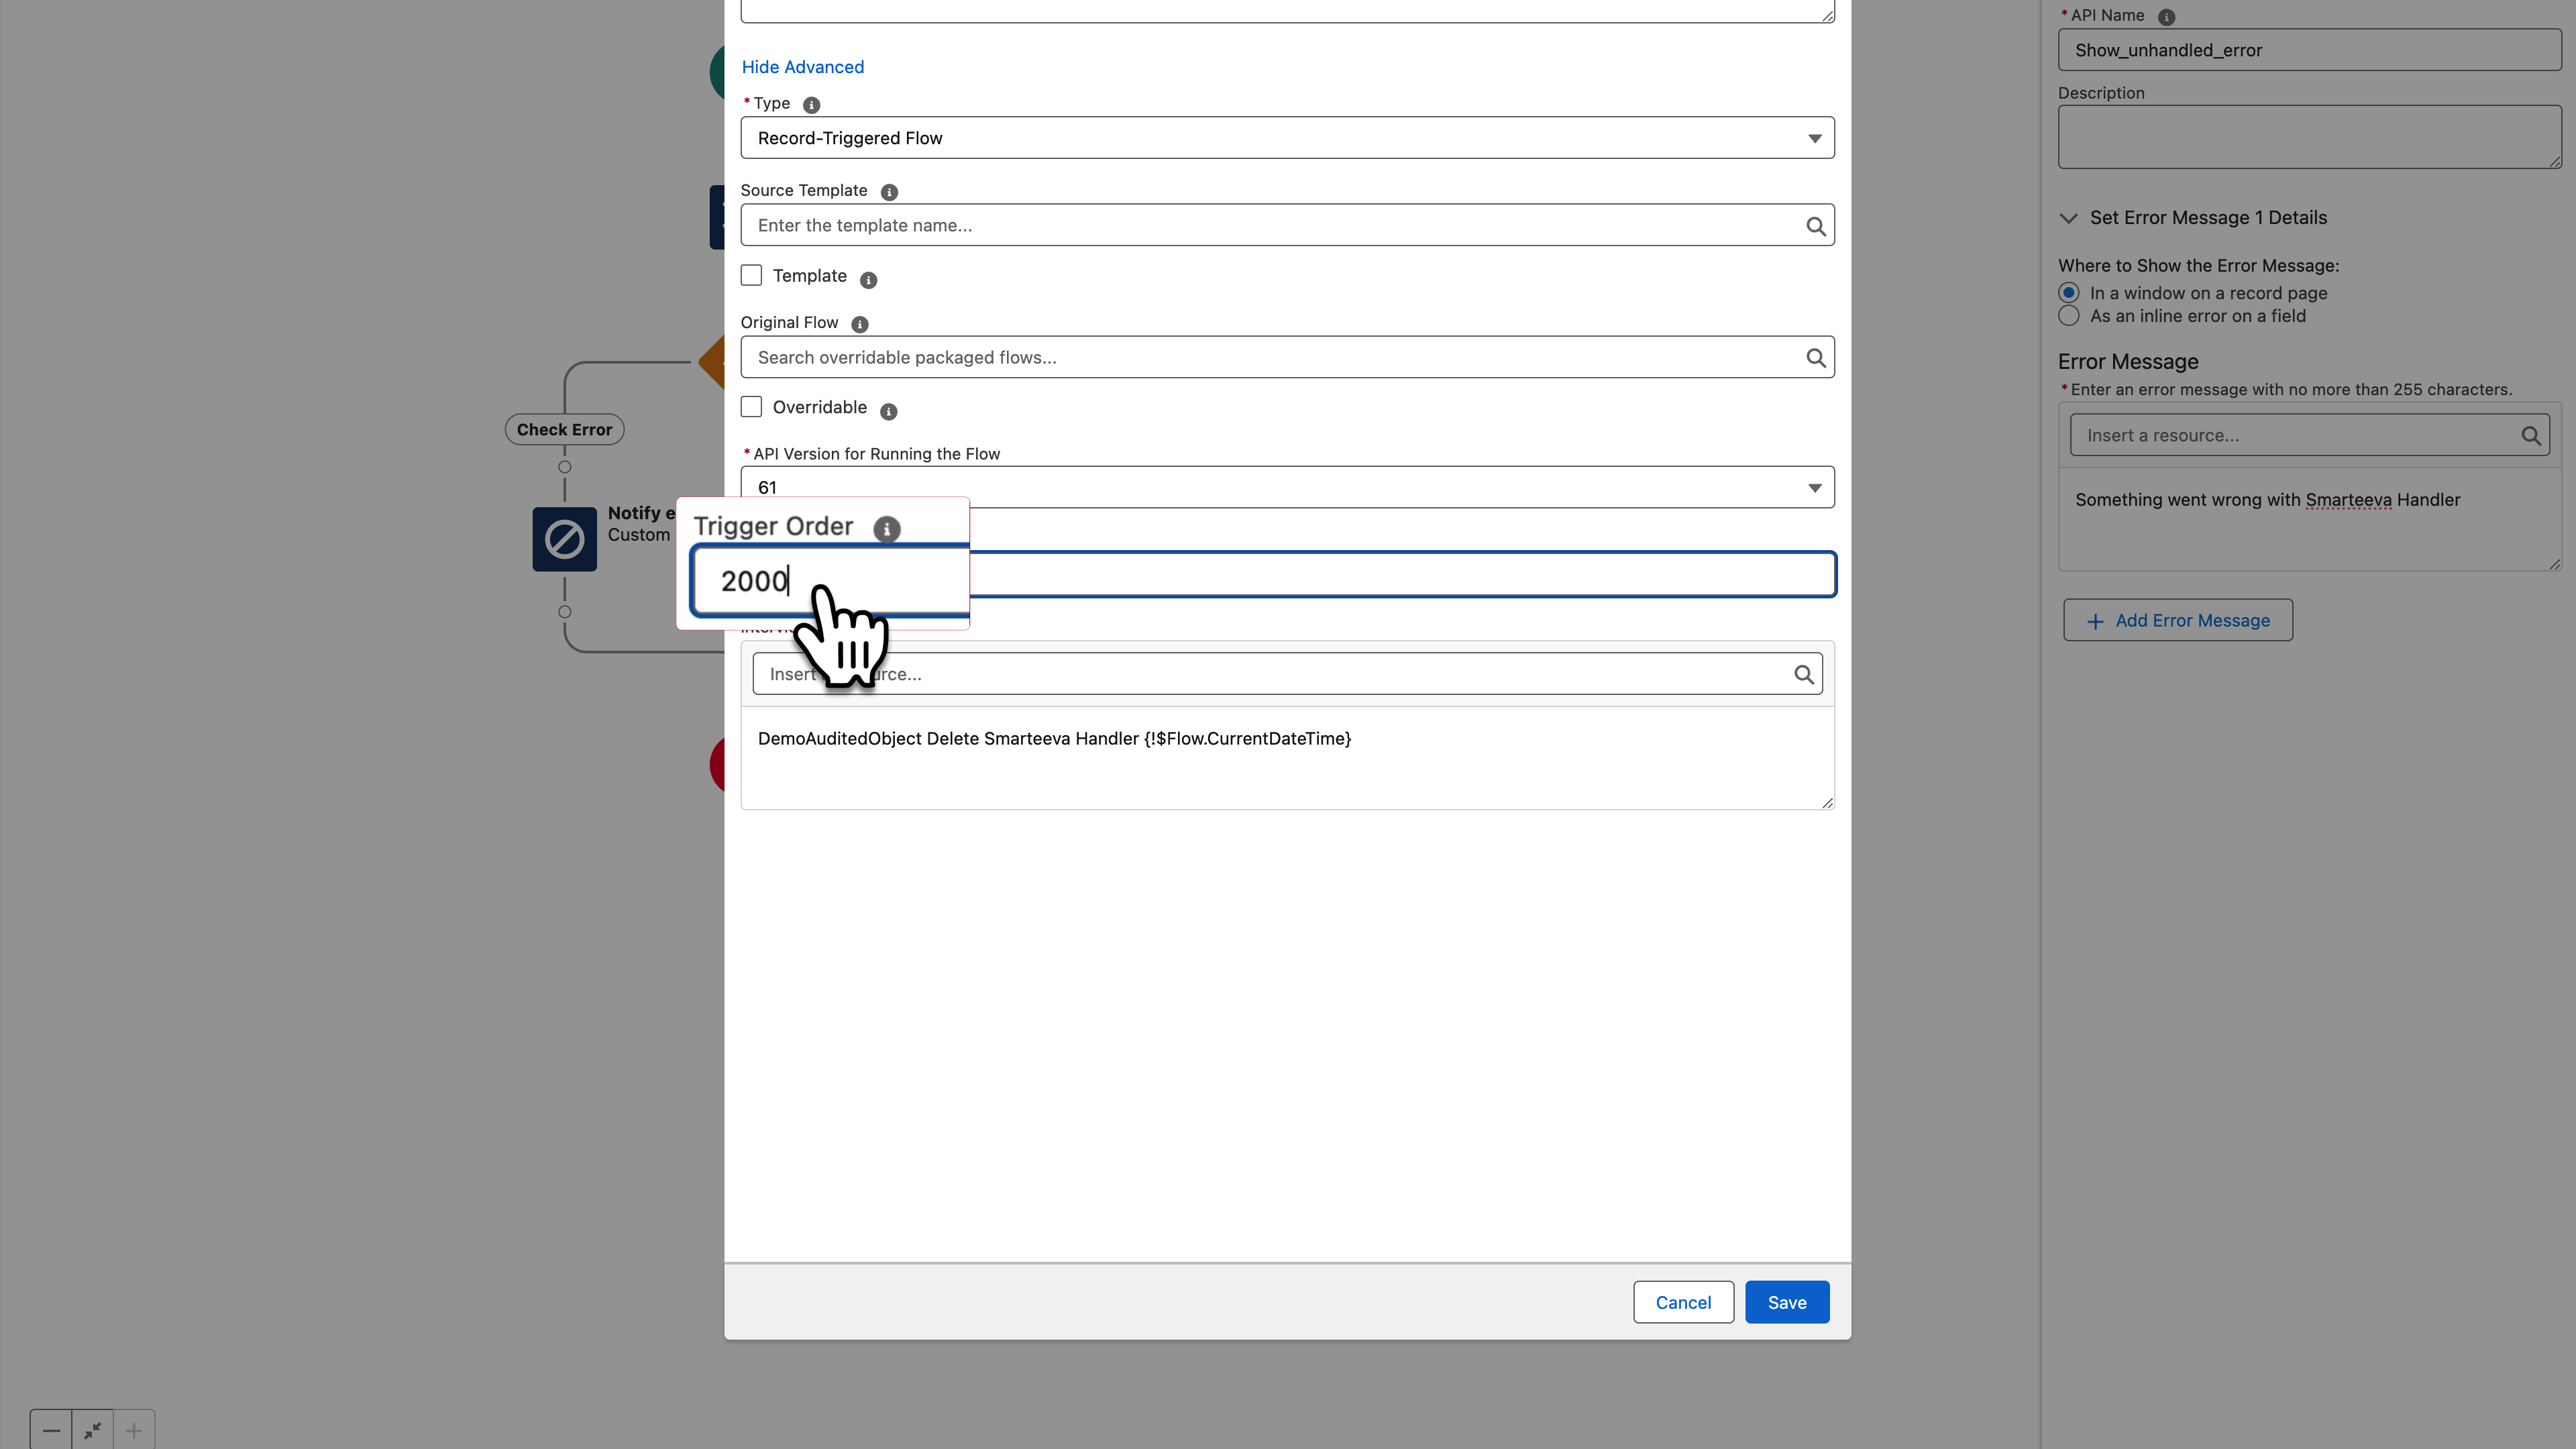 Hide Advanced
* Type
Record-Triggered Flow
Source Template
Enter the template name...
Template
Original Flow
Search overridable packaged flows...
Overridable
* API Version for Running the Flow
61
Trigger Order
2000
Insert
rce...
DemoAuditedObject Delete Smarteeva Handler {!$Flow.CurrentDateTime}
Cancel
Save
Check Error
Notify e
Custom
* API Name
Show_unhandled_error
Description
Set Error Message 1 Details
Where to Show the Error Message:
In a window on a record page
As an inline error on a field
Error Message
* Enter an error message with no more than 255 characters.
Insert a resource...
Something went wrong with Smarteeva Handler
Add Error Message